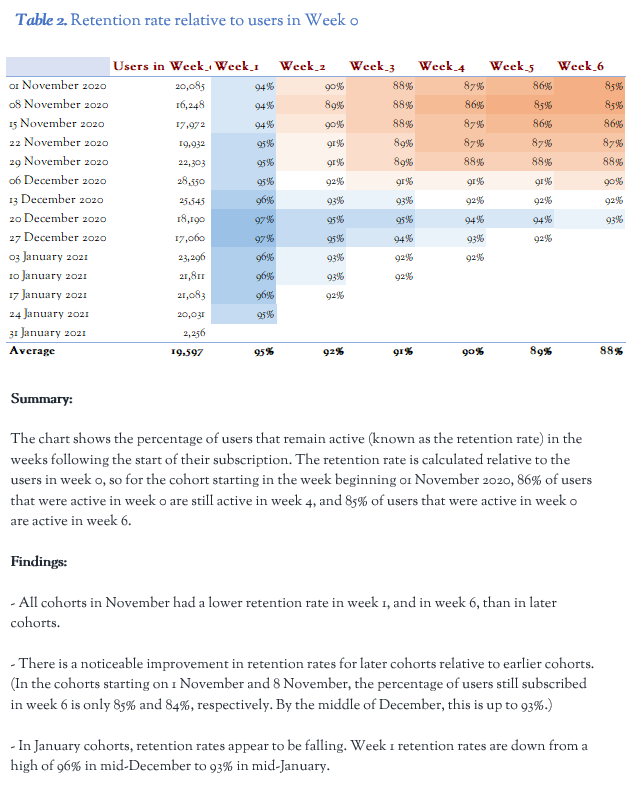 Table 2. Retention rate relative to users in Week 0
Users in Week_ Week_1 Week_2 Week_3 Week_4 Week_5 Week_6
01 November 2020 20,085 94% 90% 88% 87% 86% 85%
08 November 2020 16,248 94% 89% 88% 86% 85% 85%
15 November 2020 17,972 94% 90% 88% 87% 86% 86%
22 November 2020 19,932 95% 91% 89% 87% 87% 87%
29 November 2020 22,303 95% 91% 89% 88% 88% 88%
06 December 2020 28,550 95% 92% 91% 91% 91% 90%
13 December 2020 25,545 96% 93% 93% 92% 92% 92%
20 December 2020 18,190 97% 95% 95% 94% 94% 93%
27 December 2020 17,060 97% 95% 94% 93% 92%
03 January 2021 23,296 96% 93% 92% 92%
10 January 2021 21,811 96% 93% 92%
17 January 2021 21,083 96% 92%
24 January 2021 20,031 95%
31 January 2021 2,256
Average 19,597 95% 92% 91% 90% 89% 88%
Summary:
The chart shows the percentage of users that remain active (known as the retention rate) in the
weeks following the start of their subscription. The retention rate is calculated relative to the
users in week 0, so for the cohort starting in the week beginning 01 November 2020, 86% of users
that were active in week 0 are still active in week 4, and 85% of users that were active in week 0
are active in week 6.
Findings:
- All cohorts in November had a lower retention rate in week 1, and in week 6, than in later
cohorts.
- There is a noticeable improvement in retention rates for later cohorts relative to earlier cohorts.
(In the cohorts starting on 1 November and 8 November, the percentage of users still subscribed
in week 6 is only 85% and 84%, respectively. By the middle of December, this is up to 93%.)
- In January cohorts, retention rates appear to be falling. Week 1 retention rates are down from a
high of 96% in mid-December to 93% in mid-January.